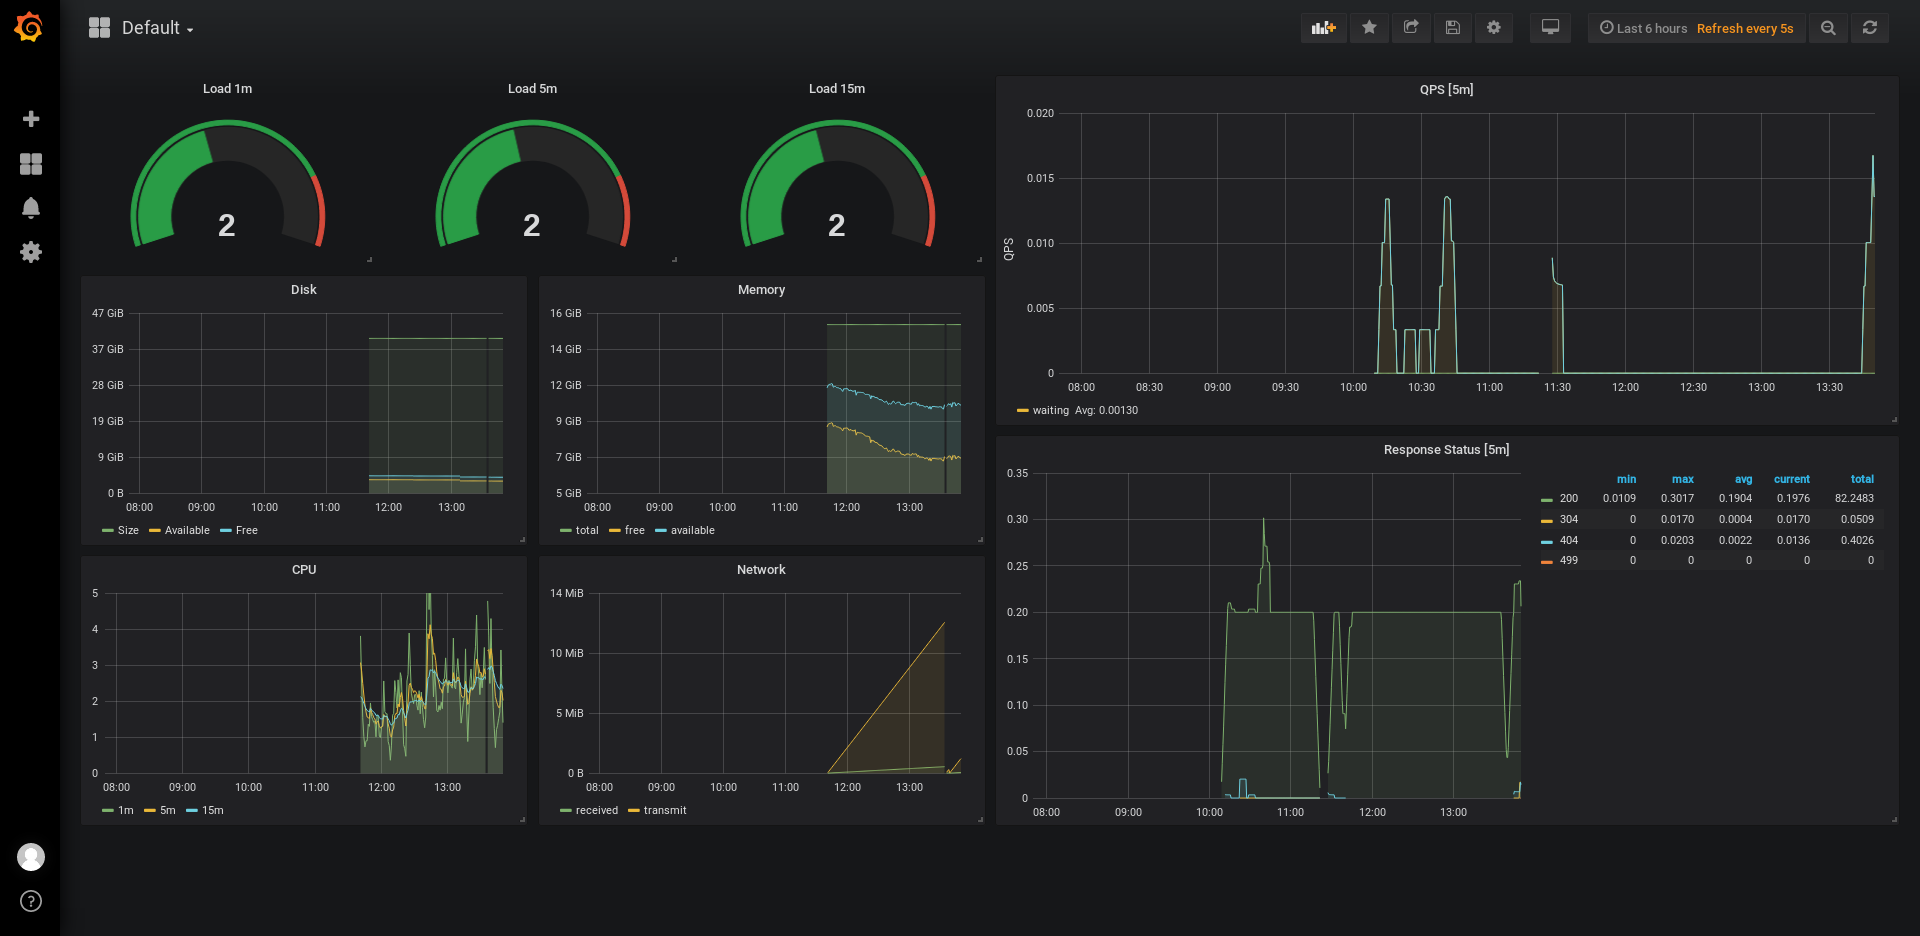 Default
Last 6 hours Refresh every 5s
Load 1m
2
Load 5m
2
Load 15m
2
QPS [5m]
QPS
0.020
0.015
0.010
0.005
0
08:00 08:30 09:00 09:30 10:00 10:30 11:00 11:30 12:00 12:30 13:00 13:30
waiting Avg: 0.00130
Disk
47 GiB
37 GiB
28 GiB
19 GiB
9 GiB
0 B
08:00 09:00 10:00 11:00 12:00 13:00
Size Available Free
Memory
16 GiB
14 GiB
12 GiB
9 GiB
7 GiB
5 GiB
08:00 09:00 10:00 11:00 12:00 13:00
total free available
Response Status [5m]
0.35
0.30
0.25
0.20
0.15
0.10
0.05
0
08:00 09:00 10:00 11:00 12:00 13:00
min max avg current total
200 0.0109 0.3017 0.1904 0.1976 82.2483
304 0 0.0170 0.0004 0.0170 0.0509
404 0 0.0203 0.0022 0.0136 0.4026
499 0 0 0 0 0
CPU
5
4
3
2
1
0
08:00 09:00 10:00 11:00 12:00 13:00
1m 5m 15m
Network
14 MiB
10 MiB
5 MiB
0 B
08:00 09:00 10:00 11:00 12:00 13:00
received transmit